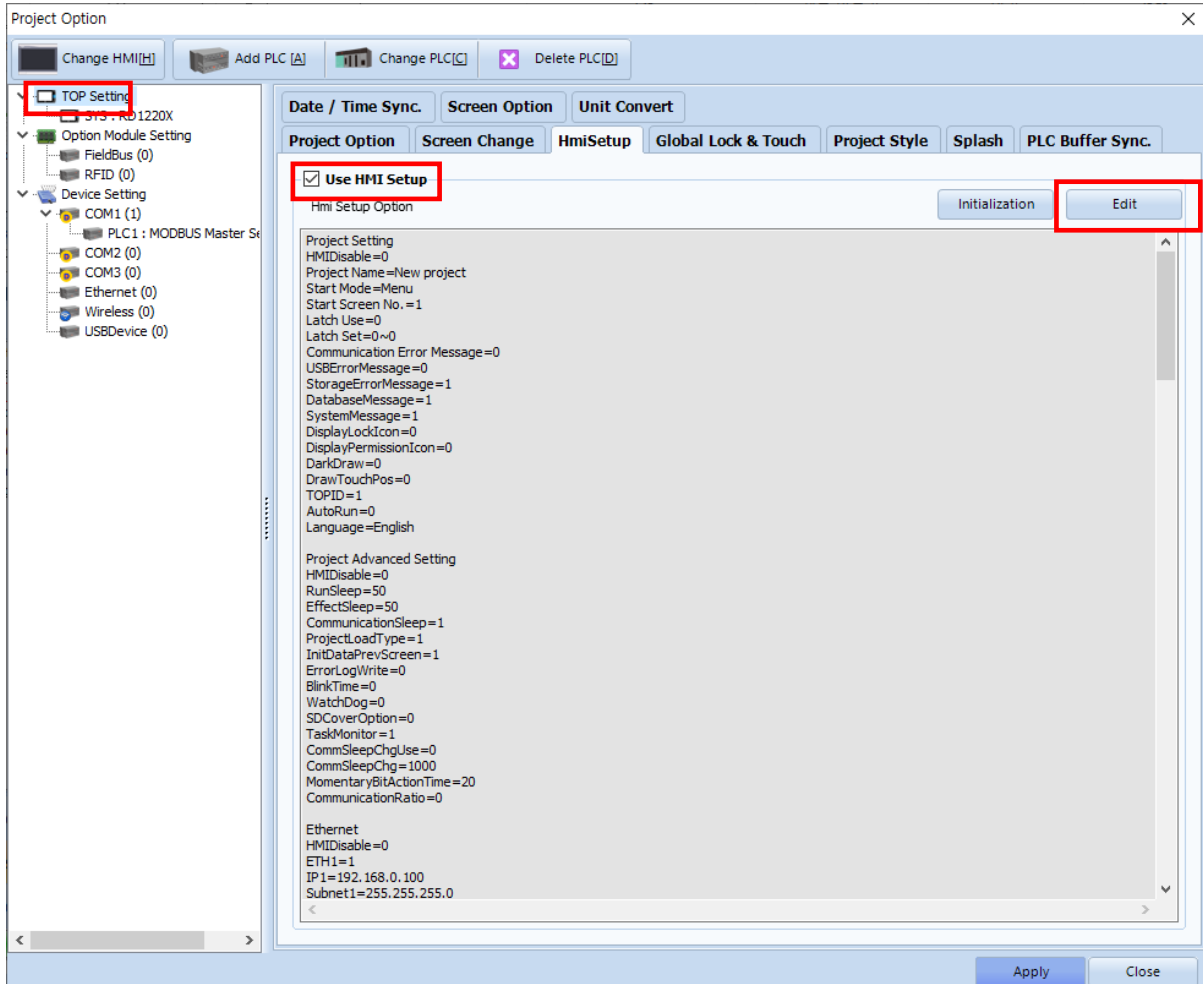 Project Option
Change HMI[H]
Add PLC [A]
Change PLC[C]
Delete PLC[D]
TOP Setting
SYS : RD1220X
Option Module Setting
FieldBus (0)
RFID (0)
Device Setting
COM1 (1)
PLC1 : MODBUS Master Se
COM2 (0)
COM3 (0)
Ethernet (0)
Wireless (0)
USBDevice (0)
Date / Time Sync.
Screen Option
Unit Convert
Project Option
Screen Change
HmiSetup
Global Lock & Touch
Project Style
Splash
PLC Buffer Sync.
Use HMI Setup
Hmi Setup Option
Initialization
Edit
Project Setting
HMIDisable=0
Project Name=New project
Start Mode=Menu
Start Screen No.=1
Latch Use=0
Latch Set=0~0
Communication Error Message=0
USBErrorMessage=0
StorageErrorMessage=1
DatabaseMessage=1
SystemMessage=1
DisplayLockIcon=0
DisplayPermissionIcon=0
DarkDraw=0
DrawTouchPos=0
TOPID=1
AutoRun=0
Language=English
Project Advanced Setting
HMIDisable=0
RunSleep=50
EffectSleep=50
CommunicationSleep=1
ProjectLoadType=1
InitDataPrevScreen=1
ErrorLogWrite=0
BlinkTime=0
WatchDog=0
SDCoverOption=0
TaskMonitor=1
CommSleepChgUse=0
CommSleepChg=1000
MomentaryBitActionTime=20
CommunicationRatio=0
Ethernet
HMIDisable=0
ETH1=1
IP1=192.168.0.100
Subnet1=255.255.255.0
Apply
Close